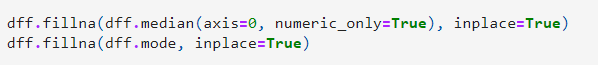 dff.fillna(dff.median(axis=0, numeric_only=True), inplace=True)
dff.fillna(dff.mode, inplace=True)